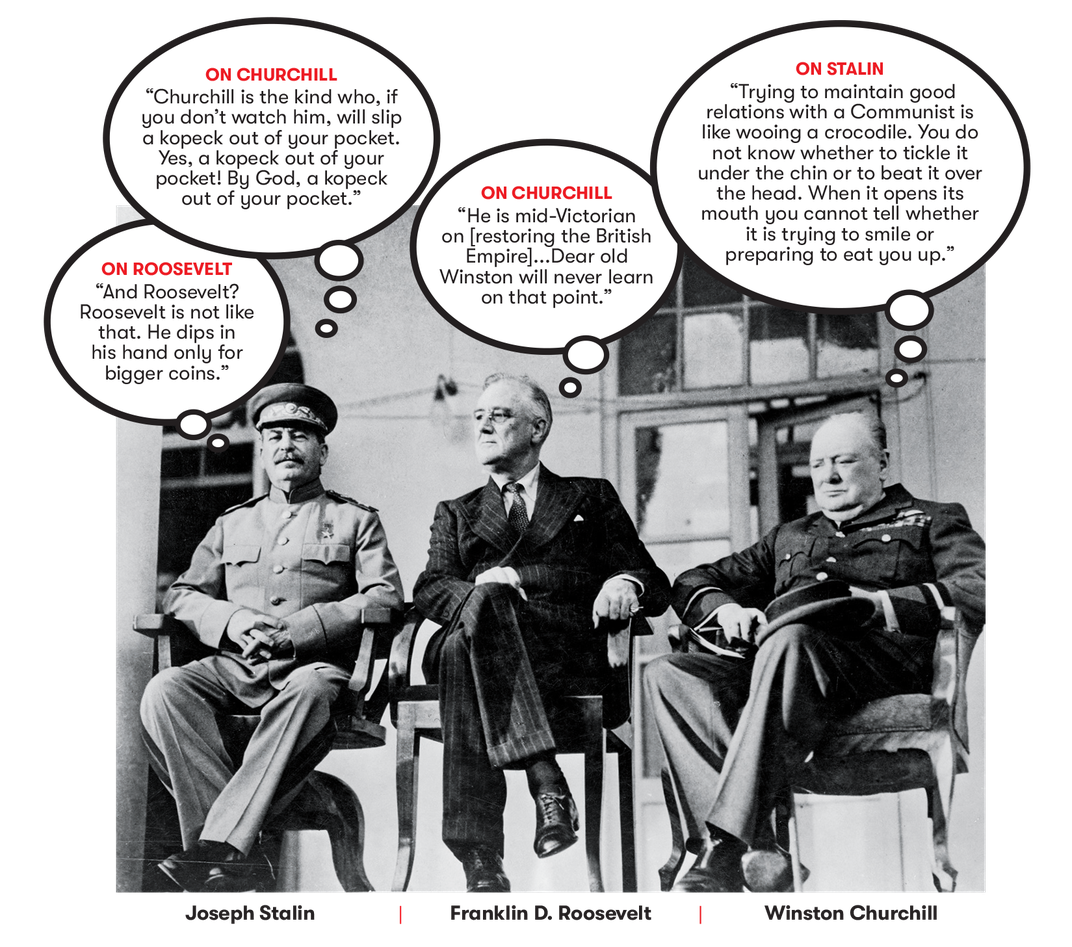 ON CHURCHILL
“Churchill is the kind who, if
you don’t watch him, will slip
a kopeck out of your pocket.
Yes, a kopeck out of your
pocket! By God, a kopeck
out of your pocket.”
ON ROOSEVELT
“And Roosevelt?
Roosevelt is not like
that. He dips in
his hand only for
bigger coins.”
ON CHURCHILL
“He is mid-Victorian
on [restoring the British
Empire]...Dear old
Winston will never learn
on that point.”
ON STALIN
“Trying to maintain good
relations with a Communist is
like wooing a crocodile. You do
not know whether to tickle it
under the chin or to beat it over
the head. When it opens its
mouth you cannot tell whether
it is trying to smile or
preparing to eat you up.”
Joseph Stalin | Franklin D. Roosevelt | Winston Churchill